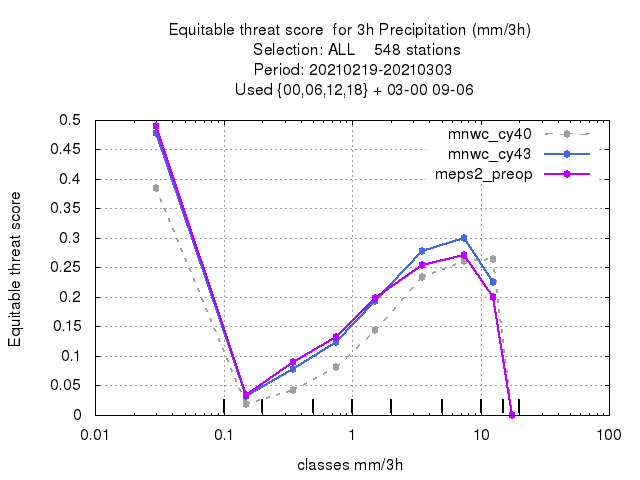 Equitable threat score  for 3h Precipitation (mm/3h)
Selection: ALL    548 stations
Period: 20210219-20210303
Used {00,06,12,18} + 03-00 09-06
mnwc_cy40
mnwc_cy43
meps2_preop
Equitable threat score
0.5
0.45
0.4
0.35
0.3
0.25
0.2
0.15
0.1
0.05
0
0.01 0.1 1 10 100
classes mm/3h